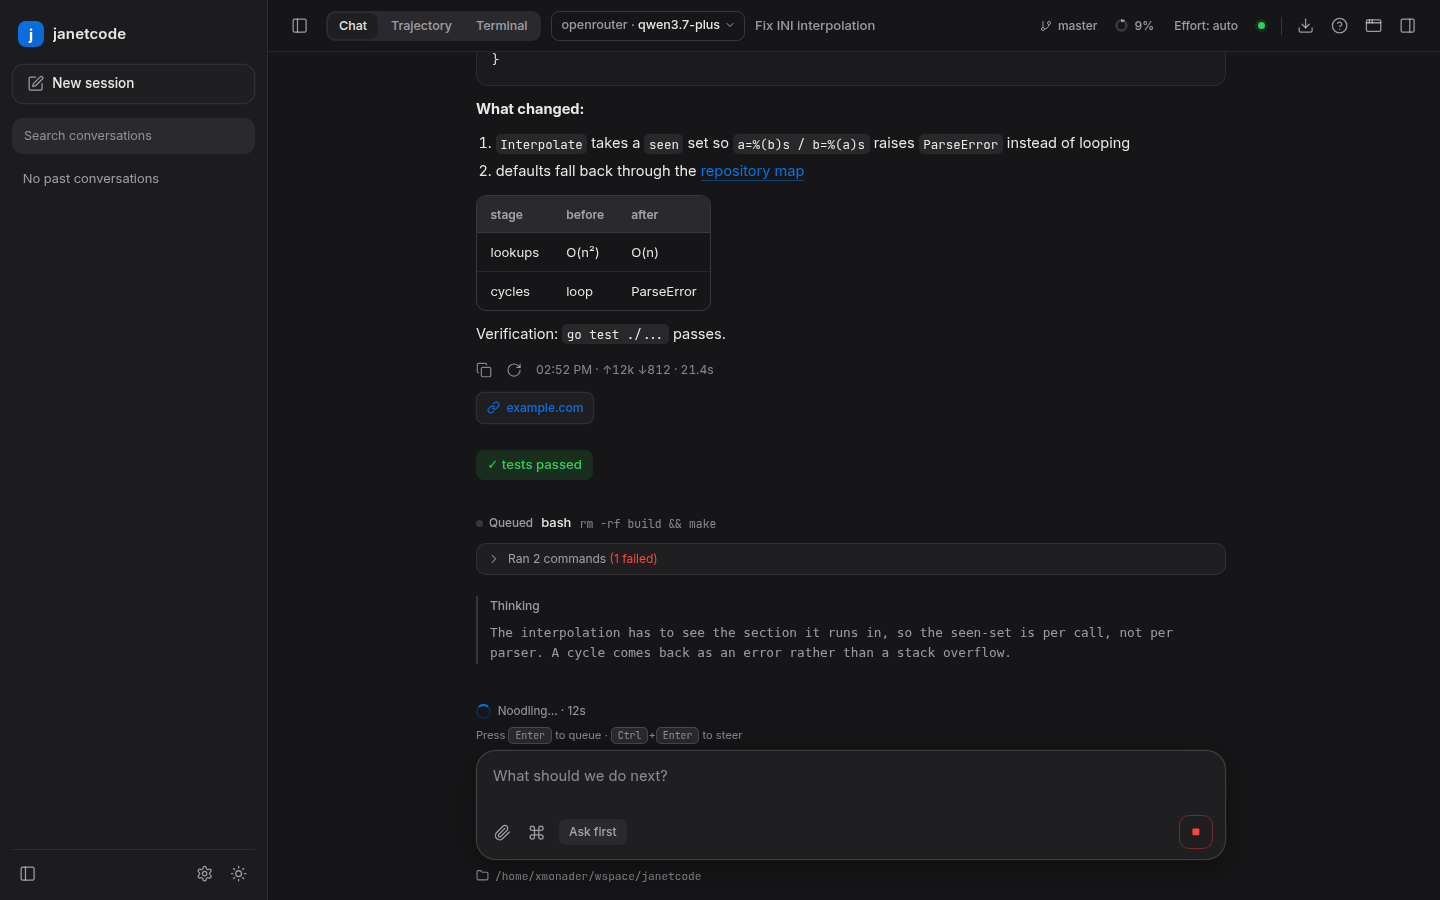 j janetcode
New session
Search conversations
No past conversations
Chat Trajectory Terminal openrouter · qwen3.7-plus Fix INI interpolation master 9% Effort: auto
}
What changed:
1. Interpolate takes a seen set so a=%(b)s / b=%(a)s raises ParseError instead of looping
2. defaults fall back through the repository map
stage before after
lookups O(n²) O(n)
cycles loop ParseError
Verification: go test ./... passes.
02:52 PM · ↑12k ↓812 · 21.4s
example.com
✓ tests passed
Queued bash rm -rf build && make
Ran 2 commands (1 failed)
Thinking
The interpolation has to see the section it runs in, so the seen-set is per call, not per
parser. A cycle comes back as an error rather than a stack overflow.
Noodling... · 12s
Press Enter to queue · Ctrl+Enter to steer
What should we do next?
Ask first
/home/xmonader/wspace/janetcode